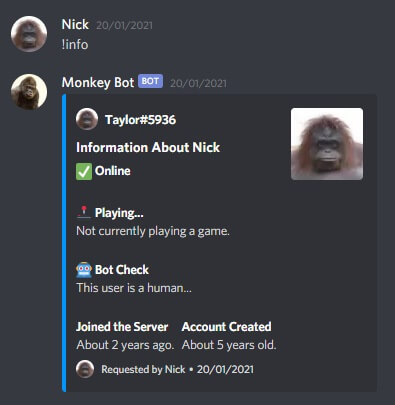 Nick 20/01/2021
!info
Monkey Bot BOT 20/01/2021
Taylor#5936
Information About Nick
✅ Online
🕹️ Playing...
Not currently playing a game.
🤖 Bot Check
This user is a human...
Joined the Server Account Created
About 2 years ago. About 5 years old.
Requested by Nick • 20/01/2021